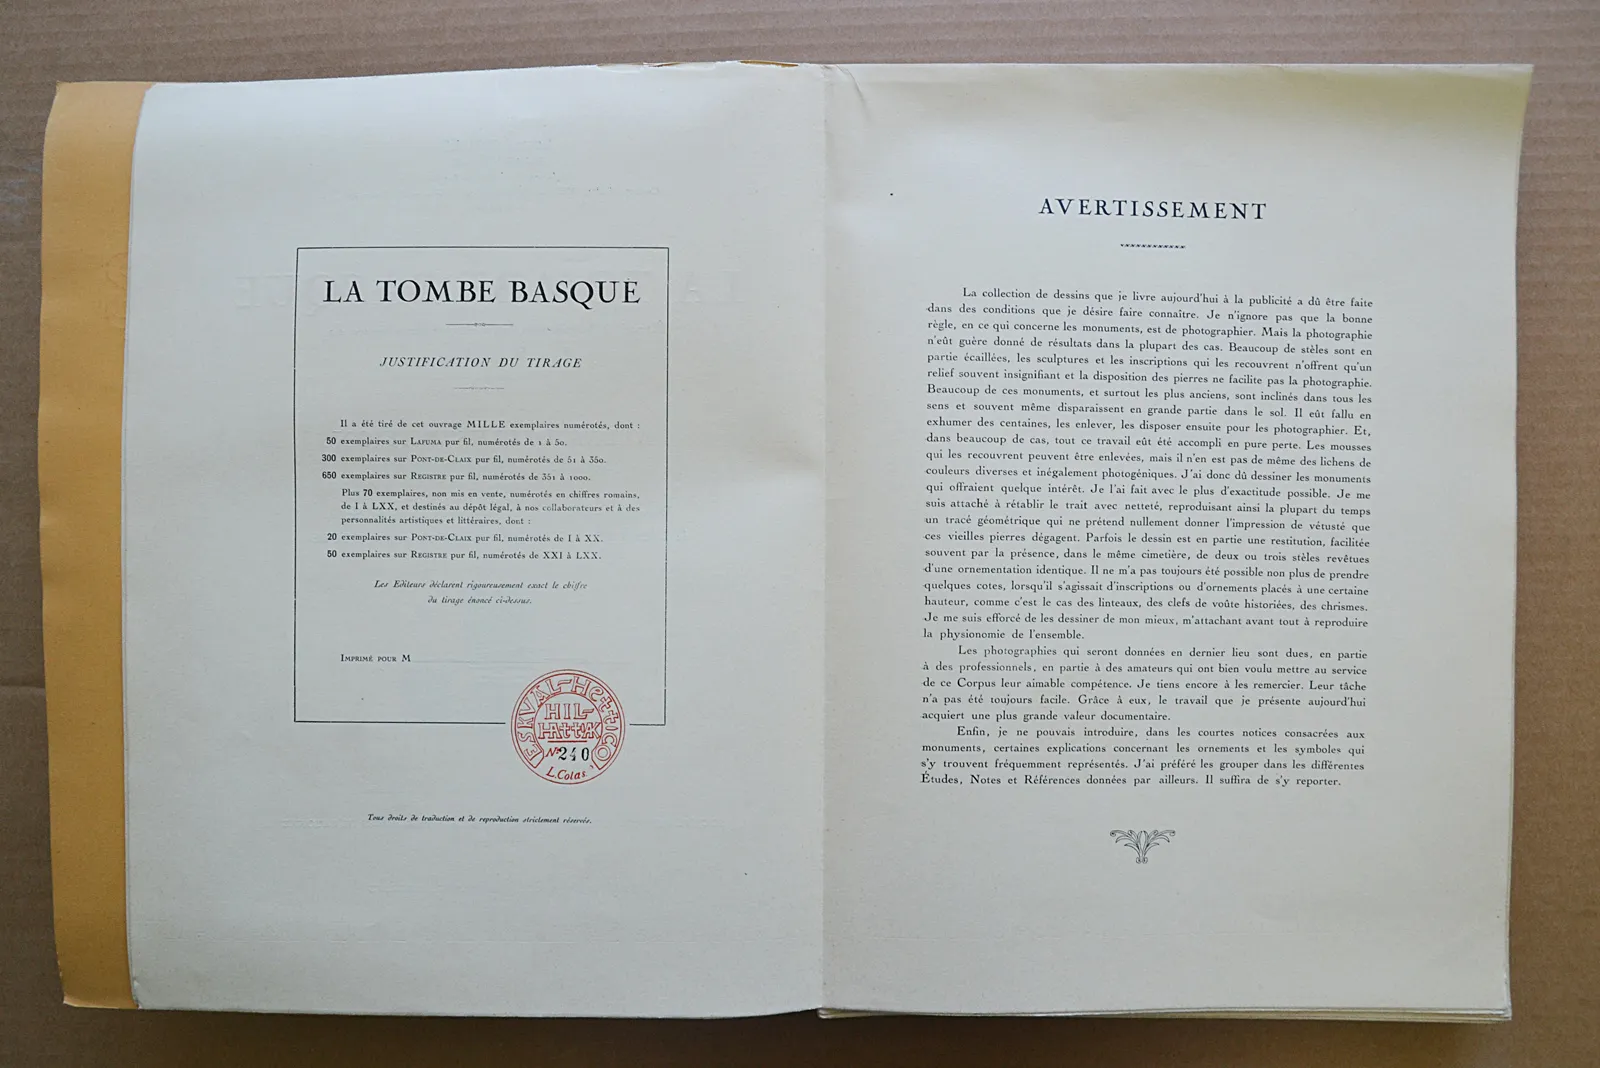 LA TOMBE BASQUE
JUSTIFICATION DU TIRAGE
Il a été tiré de cet ouvrage MILLE exemplaires numérotés, dont :
50 exemplaires sur LAFUMA pur fil, numérotés de 1 à 50.
300 exemplaires sur PONT-DE-CLAIX pur fil, numérotés de 51 à 350.
650 exemplaires sur REGISTRE pur fil, numérotés de 351 à 1000.
Plus 70 exemplaires, non mis en vente, numérotés en chiffres romains,
de I à LXX, et destinés au dépôt légal, à nos collaborateurs et à des
personnalités artistiques et littéraires, dont :
20 exemplaires sur PONT-DE-CLAIX pur fil, numérotés de I à XX.
50 exemplaires sur REGISTRE pur fil, numérotés de XXI à LXX.
Les Editeurs déclarent rigoureusement exact le chiffre
du tirage énoncé ci-dessus.
IMPRIMÉ POUR M
ESKUAL-HERRICO
HIL-
HARRIAK
No 240
L. Colas
Tous droits de traduction et de reproduction strictement réservés.
AVERTISSEMENT
La collection de dessins que je livre aujourd'hui à la publicité a dû être faite
dans des conditions que je désire faire connaître. Je n'ignore pas que la bonne
règle, en ce qui concerne les monuments, est de photographier. Mais la photographie
n'eût guère donné de résultats dans la plupart des cas. Beaucoup de stèles sont en
partie écaillées, les sculptures et les inscriptions qui les recouvrent n'offrent qu'un
relief souvent insignifiant et la disposition des pierres ne facilite pas la photographie.
Beaucoup de ces monuments, et surtout les plus anciens, sont inclinés dans tous les
sens et souvent même disparaissent en grande partie dans le sol. Il eût fallu en
exhumer des centaines, les enlever, les disposer ensuite pour les photographier. Et,
dans beaucoup de cas, tout ce travail eût été accompli en pure perte. Les mousses
qui les recouvrent peuvent être enlevées, mais il n'en est pas de même des lichens de
couleurs diverses et inégalement photogéniques. J'ai donc dû dessiner les monuments
qui offraient quelque intérêt. Je l'ai fait avec le plus d'exactitude possible. Je me
suis attaché à rétablir le trait avec netteté, reproduisant ainsi la plupart du temps
un tracé géométrique qui ne prétend nullement donner l'impression de vétusté que
ces vieilles pierres dégagent. Parfois le dessin est en partie une restitution, facilitée
souvent par la présence, dans le même cimetière, de deux ou trois stèles revêtues
d'une ornementation identique. Il ne m'a pas toujours été possible non plus de prendre
quelques cotes, lorsqu'il s'agissait d'inscriptions ou d'ornements placés à une certaine
hauteur, comme c'est le cas des linteaux, des clefs de voûte historiées, des chrismes.
Je me suis efforcé de les dessiner de mon mieux, m'attachant avant tout à reproduire
la physionomie de l'ensemble.
Les photographies qui seront données en dernier lieu sont dues, en partie
à des professionnels, en partie à des amateurs qui ont bien voulu mettre au service
de ce Corpus leur aimable compétence. Je tiens encore à les remercier. Leur tâche
n'a pas été toujours facile. Grâce à eux, le travail que je présente aujourd'hui
acquiert une plus grande valeur documentaire.
Enfin, je ne pouvais introduire, dans les courtes notices consacrées aux
monuments, certaines explications concernant les ornements et les symboles qui
s'y trouvent fréquemment représentés. J'ai préféré les grouper dans les différentes
Études, Notes et Références données par ailleurs. Il suffira de s'y reporter.